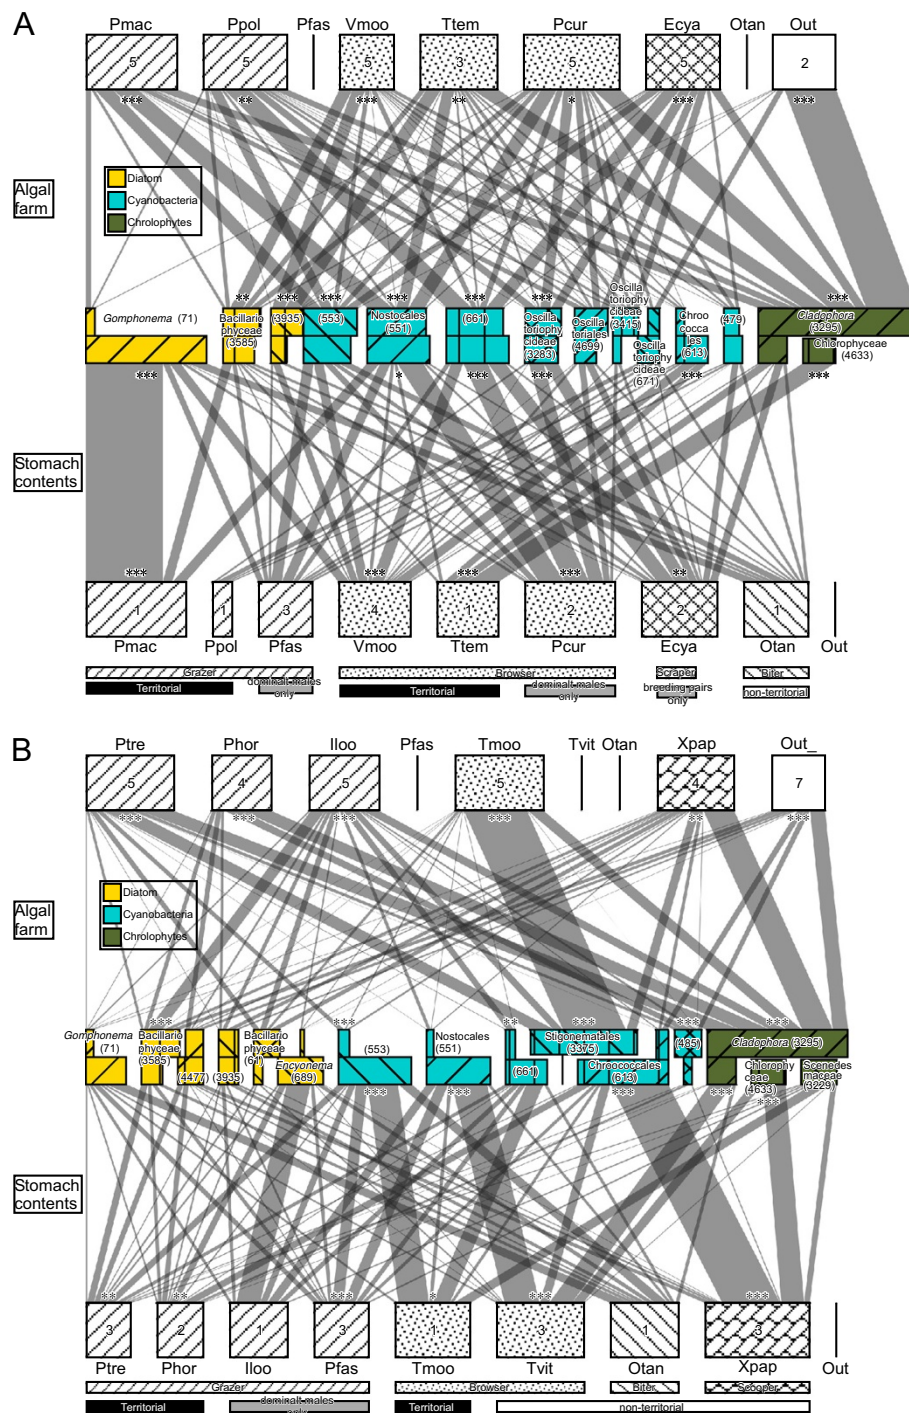 A
Pmac Ppol Pfas Vmoo Ttem Pcur Ecya Otan Out
5 5 5 3 5 5 2
*** ** *** ** * *** ***
Algal
farm
Diatom
Cyanobacteria
Chrolophytes
** *** *** *** *** *** ***
Gomphonema (71)
Bacillario
phyceae
(3585)
(3935)
(553)
Nostocales
(551)
(661)
Oscilla
toriophy
cideae
(3283)
Oscilla
toriales
(4699)
Oscilla
toriophy
cideae
(3415)
Oscilla
toriophy
cideae
(671)
Chroo
cocca
les
(613)
(479)
Cladophora
(3295)
Chlorophyceae
(4633)
*** * *** *** *** ***
Stomach
contents
*** *** *** *** **
1 1 3 4 1 2 2 1
Pmac Ppol Pfas Vmoo Ttem Pcur Ecya Otan Out
Grazer Browser Scraper Biter
Territorial
dominalt males
only
Territorial
dominalt males
only
breeding pairs
only
non-territorial
B
Ptre Phor Iloo Pfas Tmoo Tvit Otan Xpap Out_
5 4 5 5 4 7
*** *** *** *** ** ***
Algal
farm
Diatom
Cyanobacteria
Chrolophytes
*** *** ** *** *** ***
Gomphonema
(71)
Bacillario
phyceae
(3585)
(4477)
(3935)
Bacillario
phyceae
(61)
Encyonema
(689)
(553)
Nostocales
(551)
(661)
Stigonematales
(3375)
Chroococcales
(613)
(485)
Cladophora (3295)
Chlorophy
ceae
(4633)
Scenedes
maceae
(3229)
*** *** *** *** ***
Stomach
contents
** ** *** * *** ***
3 2 1 3 1 3 1 3
Ptre Phor Iloo Pfas Tmoo Tvit Otan Xpap Out
Grazer Browser Biter Scooper
Territorial
dominalt males
only
Territorial
non-territorial